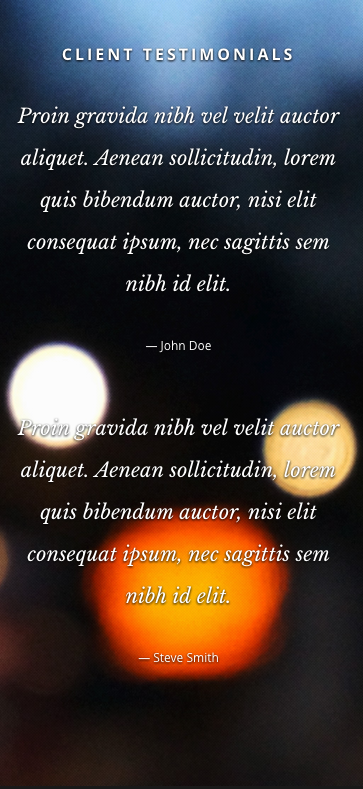 CLIENT TESTIMONIALS
Proin gravida nibh vel velit auctor
aliquet. Aenean sollicitudin, lorem
quis bibendum auctor, nisi elit
consequat ipsum, nec sagittis sem
nibh id elit.
— John Doe
Proin gravida nibh vel velit auctor
aliquet. Aenean sollicitudin, lorem
quis bibendum auctor, nisi elit
consequat ipsum, nec sagittis sem
nibh id elit.
— Steve Smith